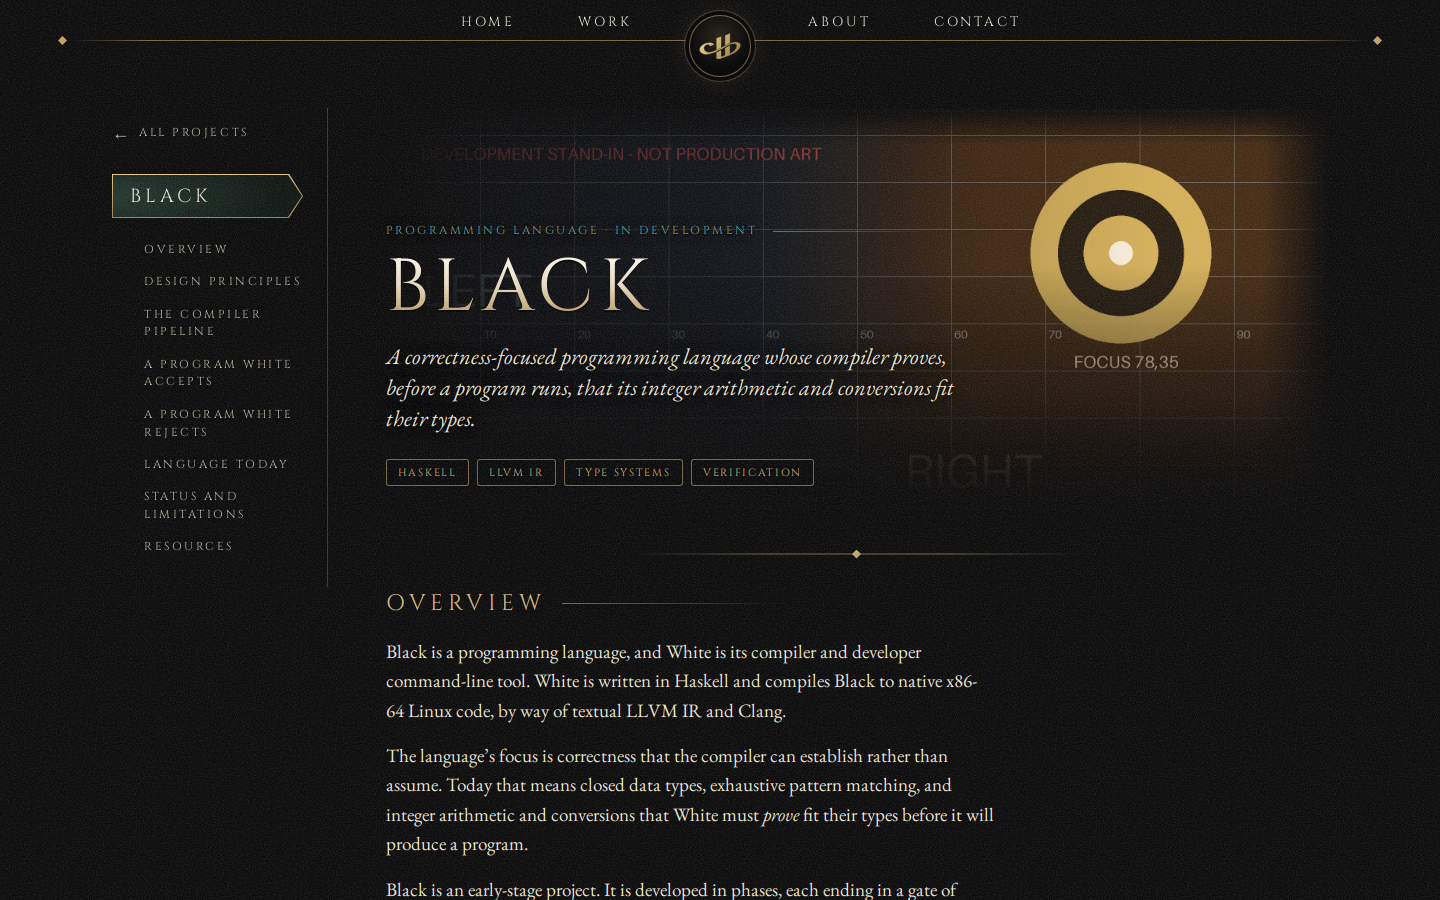 HOME WORK ABOUT CONTACT
← ALL PROJECTS
BLACK
OVERVIEW
DESIGN PRINCIPLES
THE COMPILER
PIPELINE
A PROGRAM WHITE
ACCEPTS
A PROGRAM WHITE
REJECTS
LANGUAGE TODAY
STATUS AND
LIMITATIONS
RESOURCES
DEVELOPMENT STAND-IN - NOT PRODUCTION ART
PROGRAMMING LANGUAGE · IN DEVELOPMENT
BLACK
10 20 30 40 50 60 70 90
FOCUS 78,35
A correctness-focused programming language whose compiler proves,
before a program runs, that its integer arithmetic and conversions fit
their types.
RIGHT
HASKELL LLVM IR TYPE SYSTEMS VERIFICATION
OVERVIEW
Black is a programming language, and White is its compiler and developer
command-line tool. White is written in Haskell and compiles Black to native x86-
64 Linux code, by way of textual LLVM IR and Clang.
The language’s focus is correctness that the compiler can establish rather than
assume. Today that means closed data types, exhaustive pattern matching, and
integer arithmetic and conversions that White must prove fit their types before it will
produce a program.
Black is an early-stage project. It is developed in phases, each ending in a gate of